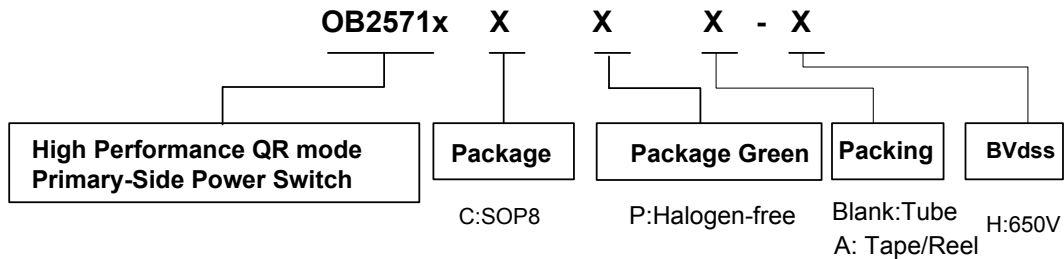 OB2571x X X X - X
High Performance QR mode
Primary-Side Power Switch
Package
Package Green
Packing
BVdss
C:SOP8
P:Halogen-free
Blank:Tube
A: Tape/Reel
H:650V